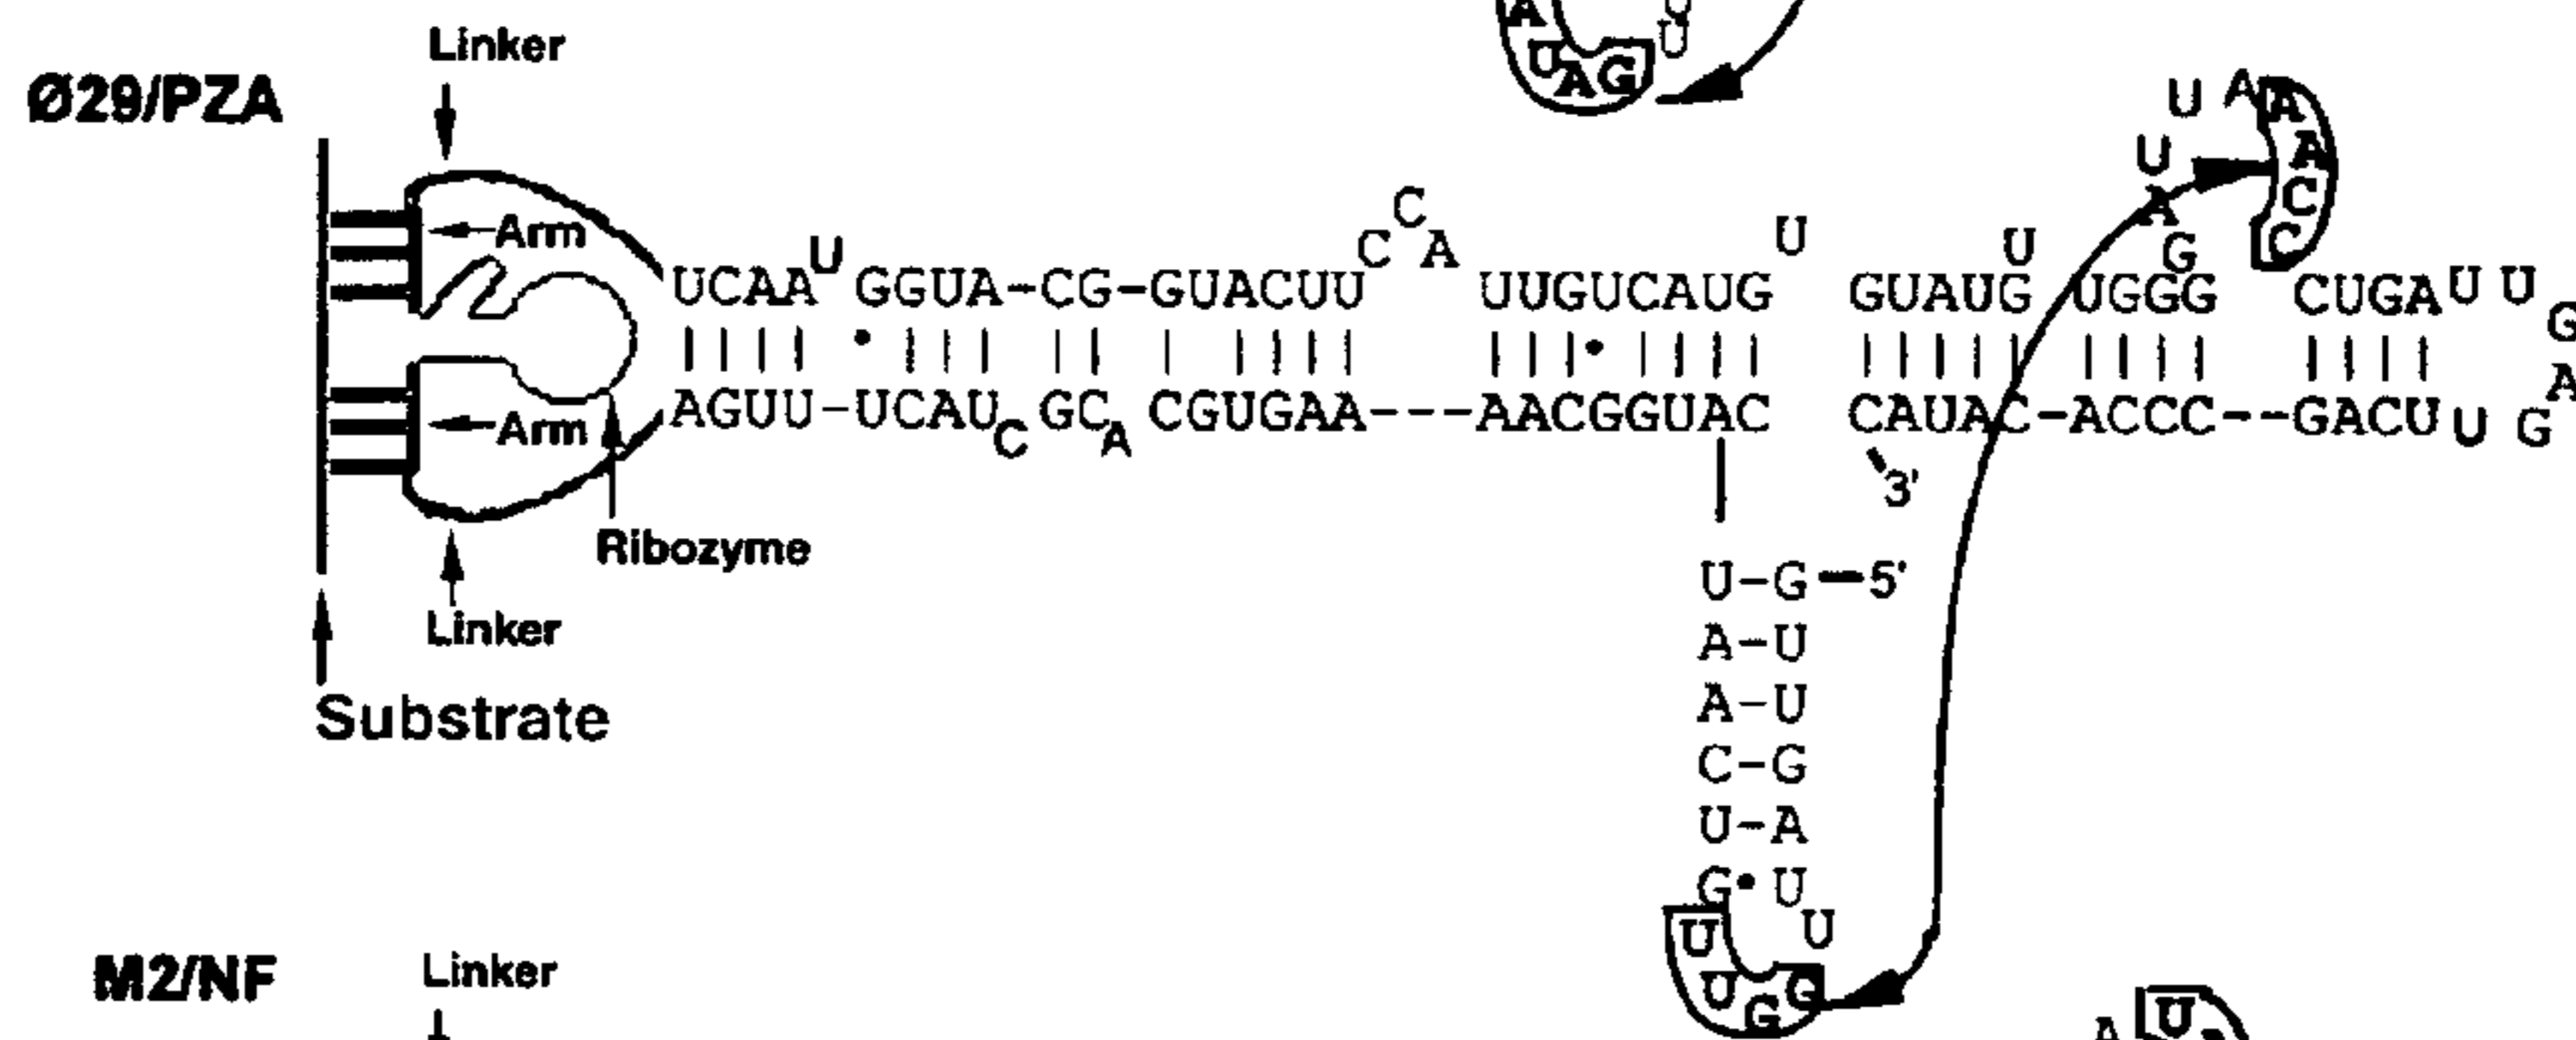 Linker
Ø29/PZA
A
U
U
U
A
G
U
A
A
A
C
C
U
A
G
Arm
C
C
A
U
U
U
UCAA
GGUA-CG-GUACUU
UUGUCAUG
GUAUG
UGGG
CUGA
U
U
G
A
AGUU-UCAU
C
GC
A
CGUGAA---AACGGUAC
CAUAC-ACCC--GACU
U
G
Arm
3'
Ribozyme
U-G-5'
Linker
A-U
Substrate
A-U
C-G
U-A
G•U
U
U
U
G
G
M2/NF
Linker
A
U